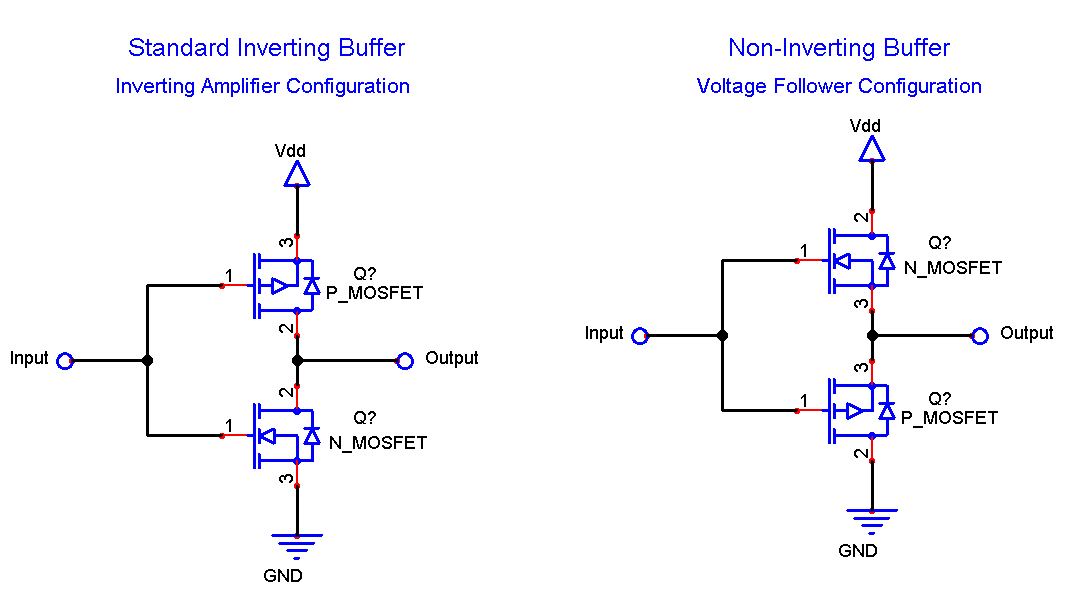 Standard Inverting Buffer
Inverting Amplifier Configuration
Vdd
3
1
Q?
P_MOSFET
2
Input
Output
2
1
Q?
N_MOSFET
3
GND
Non-Inverting Buffer
Voltage Follower Configuration
Vdd
2
1
Q?
N_MOSFET
3
Input
Output
3
1
Q?
P_MOSFET
2
GND